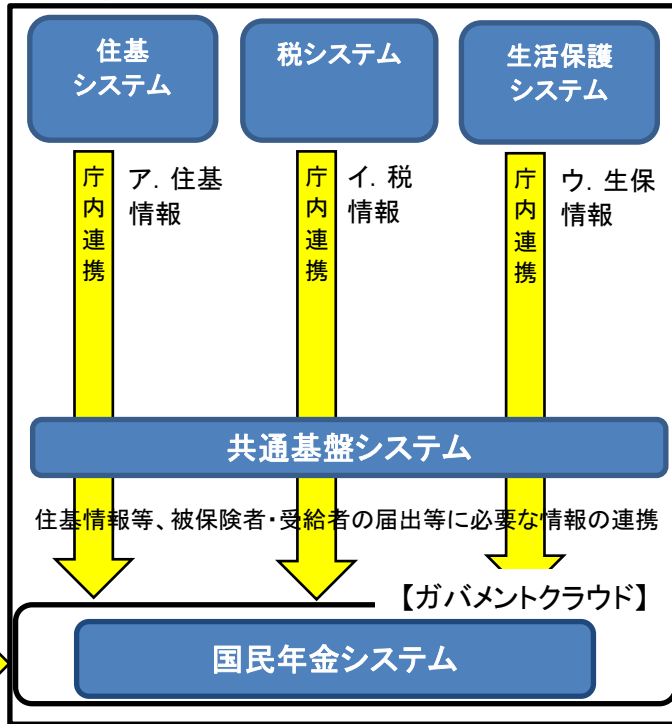 住基
システム
税システム
生活保護
システム
庁内連携
ア．住基
情報
庁内連携
イ．税
情報
庁内連携
ウ．生保
情報
共通基盤システム
住基情報等、被保険者・受給者の届出等に必要な情報の連携
【ガバメントクラウド】
国民年金システム